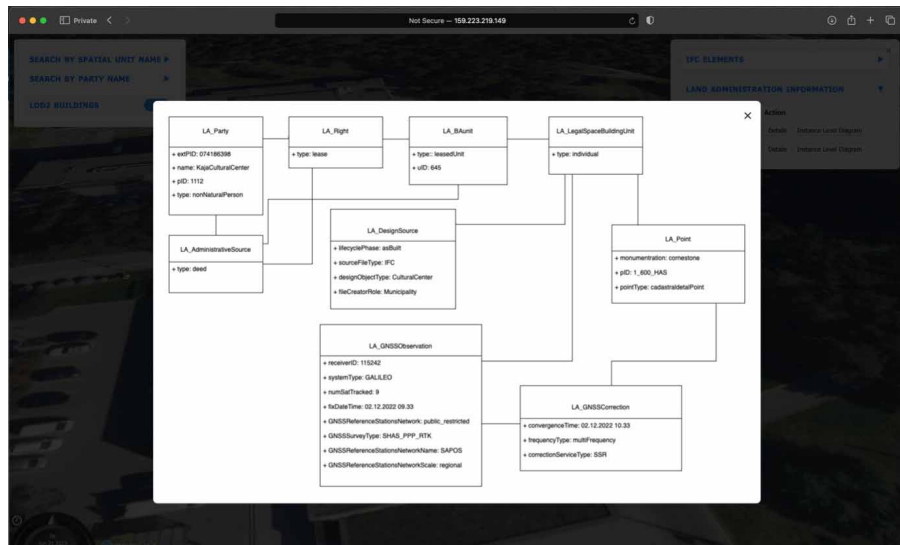 Private
Not Secure — 159.223.219.149
SEARCH BY SPATIAL UNIT NAME
SEARCH BY PARTY NAME
LOD2 BUILDINGS
IFC ELEMENTS
LAND ADMINISTRATION INFORMATION
Action
Details Instance Level Diagram
Details Instance Level Diagram
LA_Party
+ extPID: 074186398
+ name: KajaCulturalCenter
+ pID: 1112
+ type: nonNaturalPerson
LA_Right
+ type: lease
LA_BAunit
+ type:: leasedUnit
+ uID: 645
LA_LegalSpaceBuildingUnit
+ type: individual
LA_AdministrativeSource
+ type: deed
LA_DesignSource
+ lifecyclePhase: asBuilt
+ sourceFileType: IFC
+ designObjectType: CulturalCenter
+ fileCreatorRole: Municipality
LA_Point
+ monumentration: cornestone
+ pID: 1_600_HAS
+ pointType: cadastraldetalPoint
LA_GNSSObservation
+ receiverID: 115242
+ systemType: GALILEO
+ numSatTracked: 9
+ fixDateTime: 02.12.2022 09.33
+ GNSSReferenceStationsNetwork: public_restricted
+ GNSSSurveyType: SHAS_PPP_RTK
+ GNSSReferenceStationsNetworkName: SAPOS
+ GNSSReferenceStationsNetworkScale: regional
LA_GNSSCorrection
+ convergenceTime: 02.12.2022 10.33
+ frequencyType: multiFrequency
+ correctionServiceType: SSR